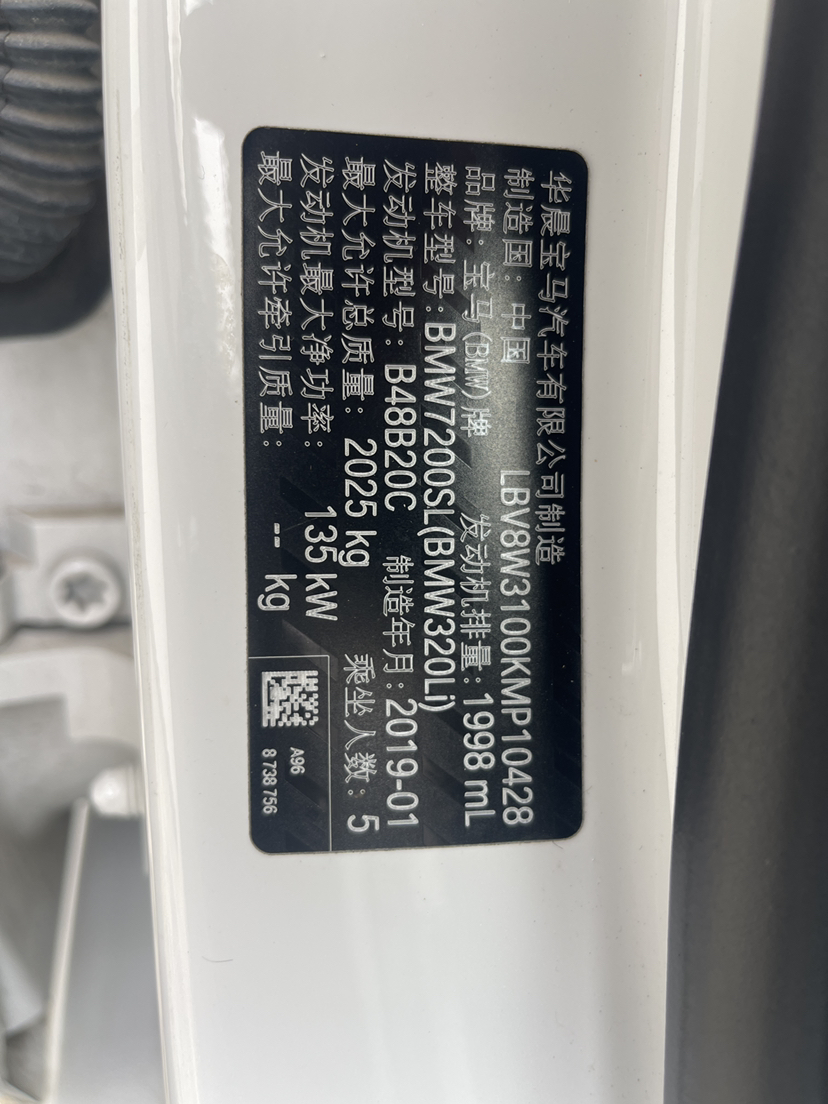 华晨宝马汽车有限公司制造
制造国：中国 LBV8W3100KMP10428
品牌：宝马(BMW)牌 发动机排量：1998 mL
整车型号：BMW7200SL(BMW320Li)
发动机型号：B48B20C 制造年月：2019-01
最大允许总质量：2025 kg 乘坐人数：5
发动机最大净功率：135 kW
最大允许牵引质量： -- kg
A96
8 738 756